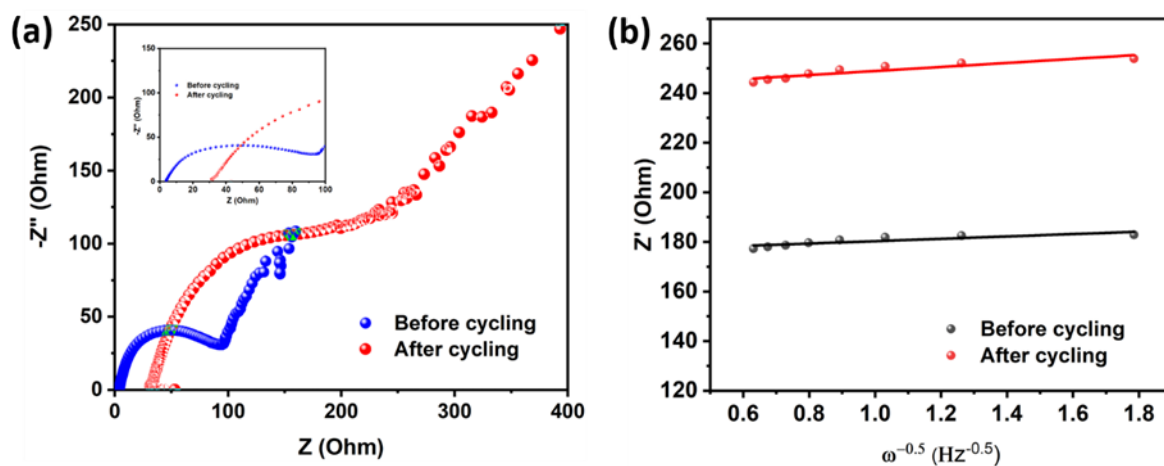 (a)
250
200
150
100
50
0
-Z'' (Ohm)
0 100 200 300 400
Z (Ohm)
Before cycling
After cycling
150
100
50
0
-Z'' (Ohm)
0 20 40 60 80 100
Z (Ohm)
Before cycling
After cycling
(b)
260
240
220
200
180
160
140
120
Z' (Ohm)
0.6 0.8 1.0 1.2 1.4 1.6 1.8
ω⁻⁰·⁵ (Hz⁻⁰·⁵)
Before cycling
After cycling